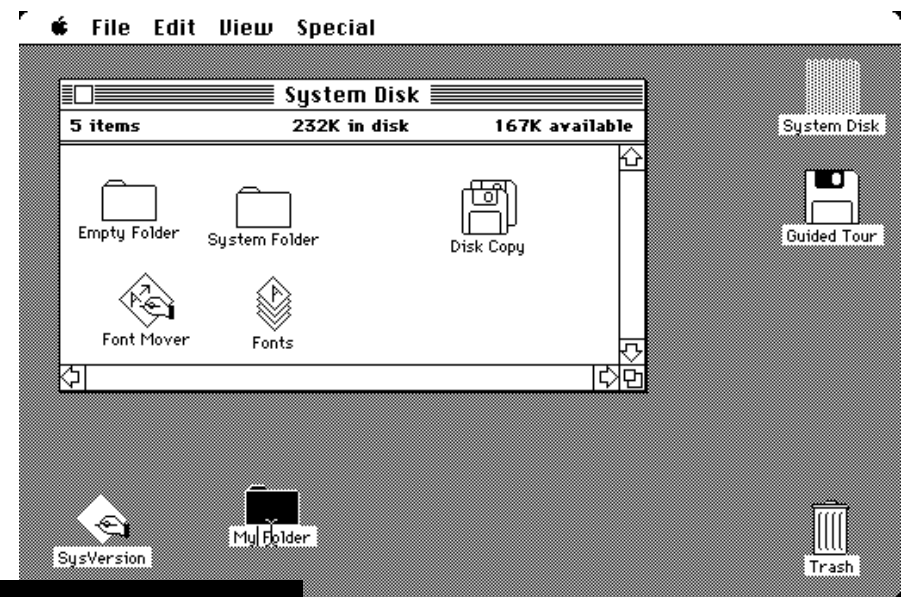 File Edit View Special
System Disk
5 items 232K in disk 167K available
System Disk
Empty Folder System Folder Disk Copy
Guided Tour
Font Mover Fonts
SysVersion My Folder Trash